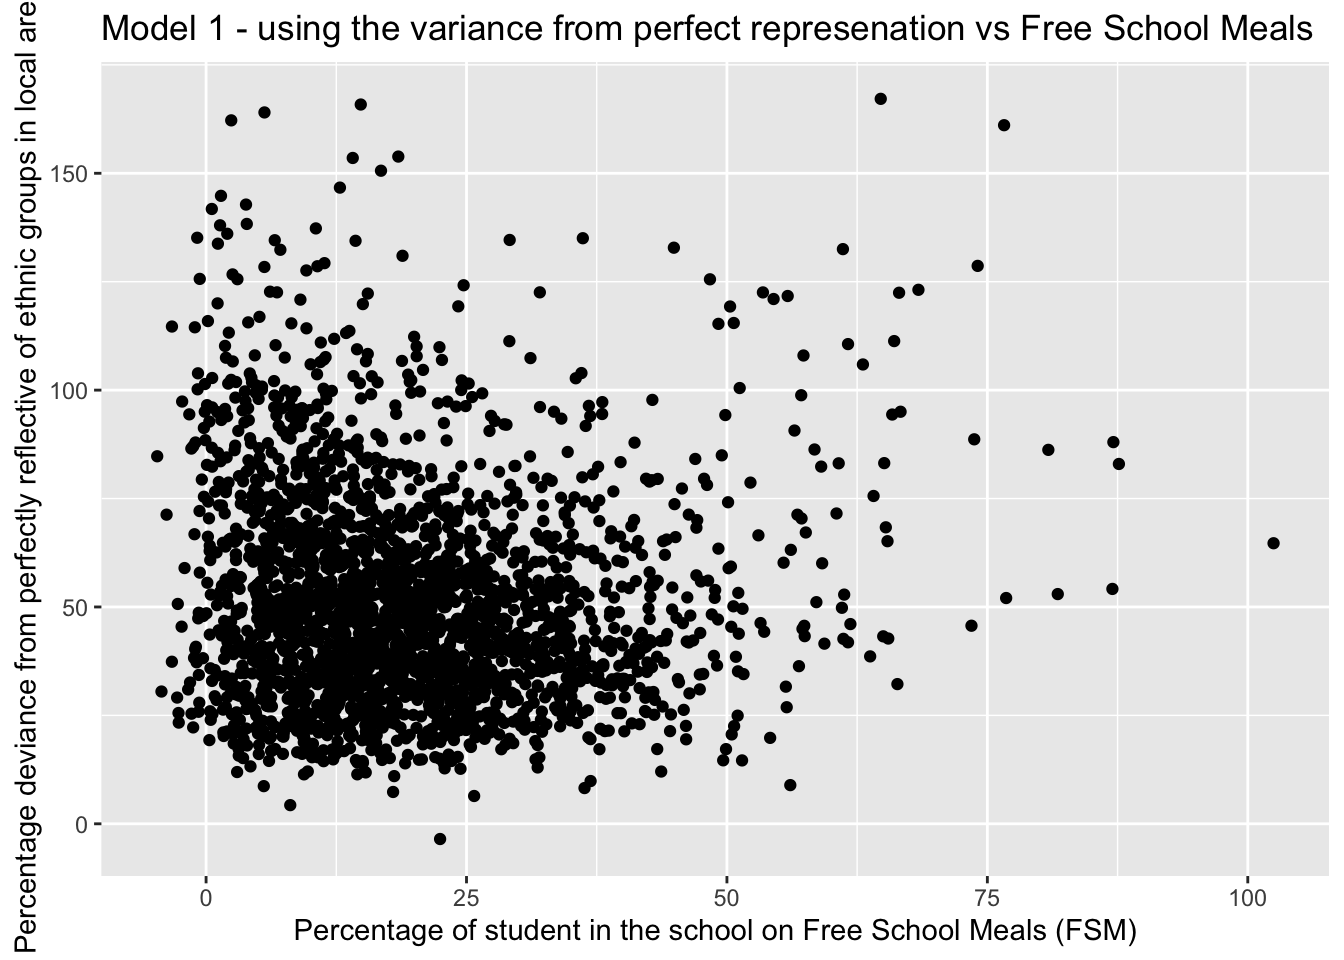 Model 1 - using the variance from perfect represenation vs Free School Meals
Percentage deviance from perfectly reflective of ethnic groups in local are
150
100
50
0
0 25 50 75 100
Percentage of student in the school on Free School Meals (FSM)